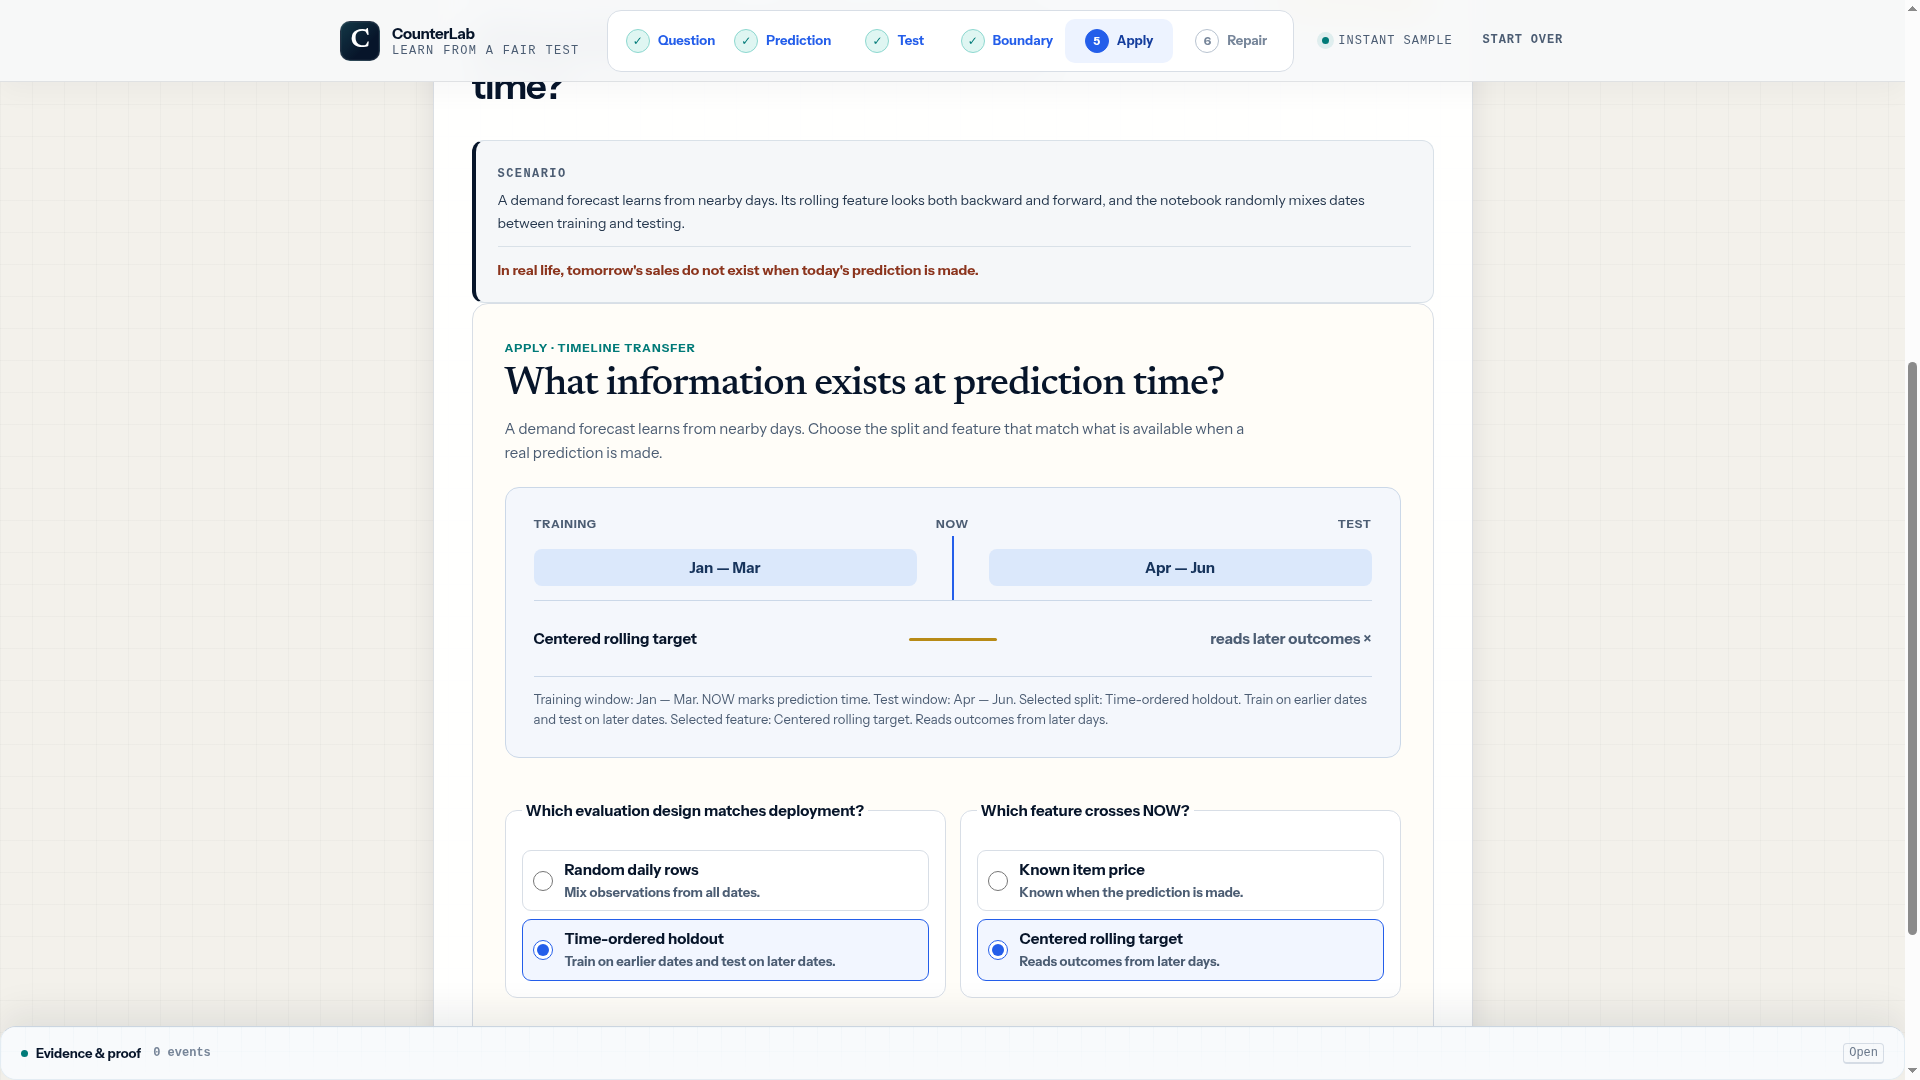 C
CounterLab
LEARN FROM A FAIR TEST
✓ Question ✓ Prediction ✓ Test ✓ Boundary 5 Apply 6 Repair
INSTANT SAMPLE
START OVER
time?
SCENARIO
A demand forecast learns from nearby days. Its rolling feature looks both backward and forward, and the notebook randomly mixes dates
between training and testing.
In real life, tomorrow's sales do not exist when today's prediction is made.
APPLY · TIMELINE TRANSFER
What information exists at prediction time?
A demand forecast learns from nearby days. Choose the split and feature that match what is available when a
real prediction is made.
TRAINING NOW TEST
Jan — Mar Apr — Jun
Centered rolling target reads later outcomes ×
Training window: Jan — Mar. NOW marks prediction time. Test window: Apr — Jun. Selected split: Time-ordered holdout. Train on earlier dates
and test on later dates. Selected feature: Centered rolling target. Reads outcomes from later days.
Which evaluation design matches deployment?
Random daily rows
Mix observations from all dates.
Time-ordered holdout
Train on earlier dates and test on later dates.
Which feature crosses NOW?
Known item price
Known when the prediction is made.
Centered rolling target
Reads outcomes from later days.
Evidence & proof 0 events Open